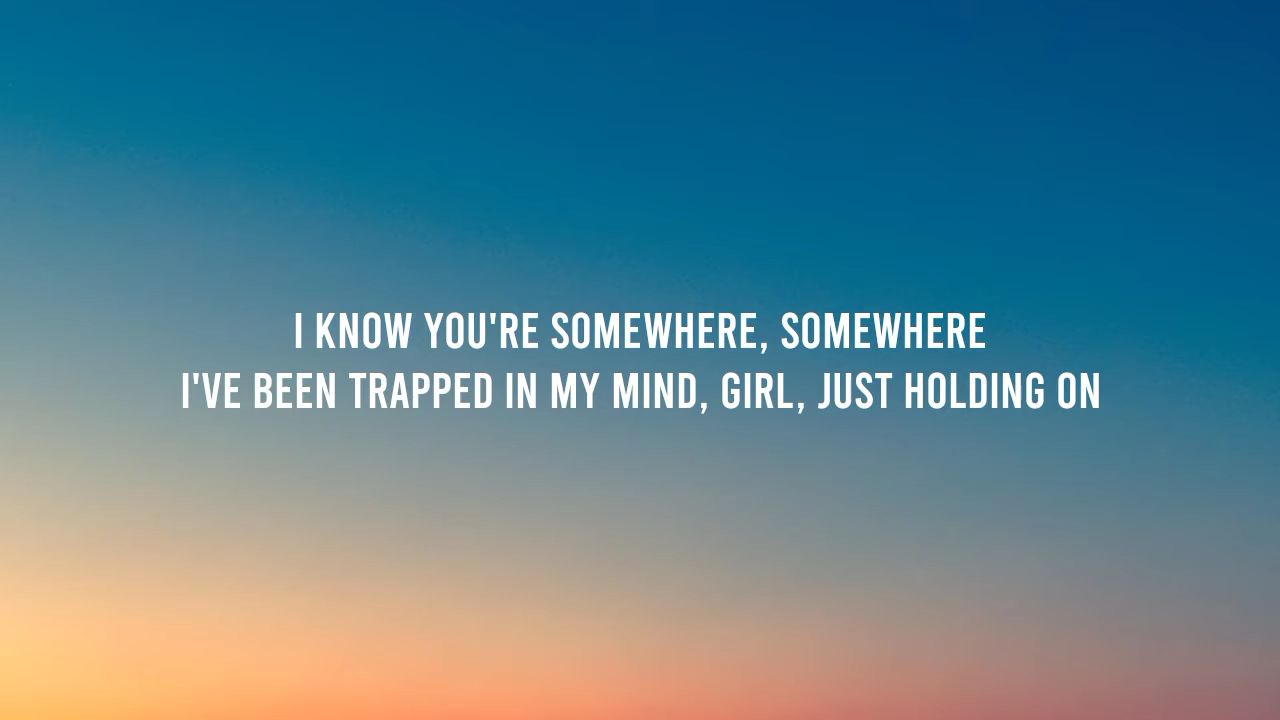 I KNOW YOU'RE SOMEWHERE, SOMEWHERE
I'VE BEEN TRAPPED IN MY MIND, GIRL, JUST HOLDING ON